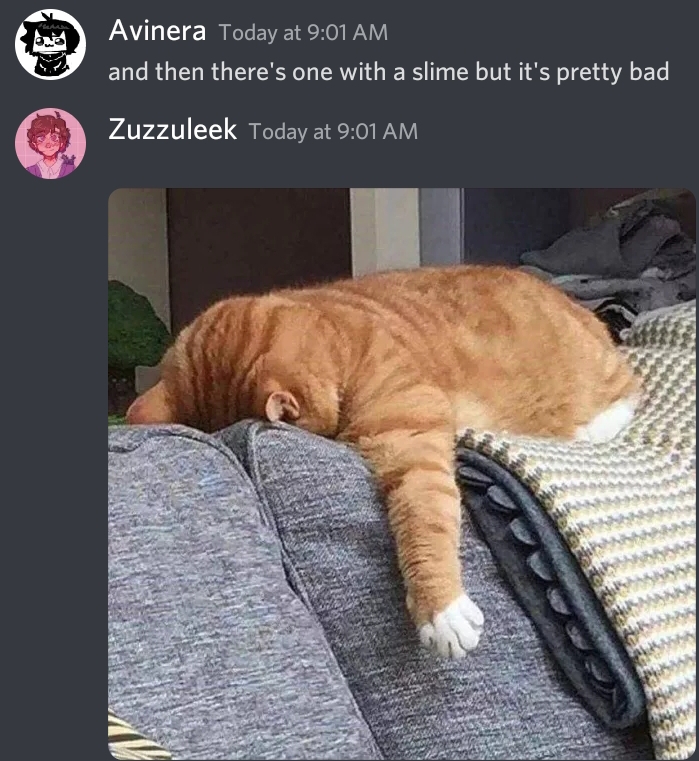 Avinera Today at 9:01 AM
and then there's one with a slime but it's pretty bad
Zuzzuleek Today at 9:01 AM